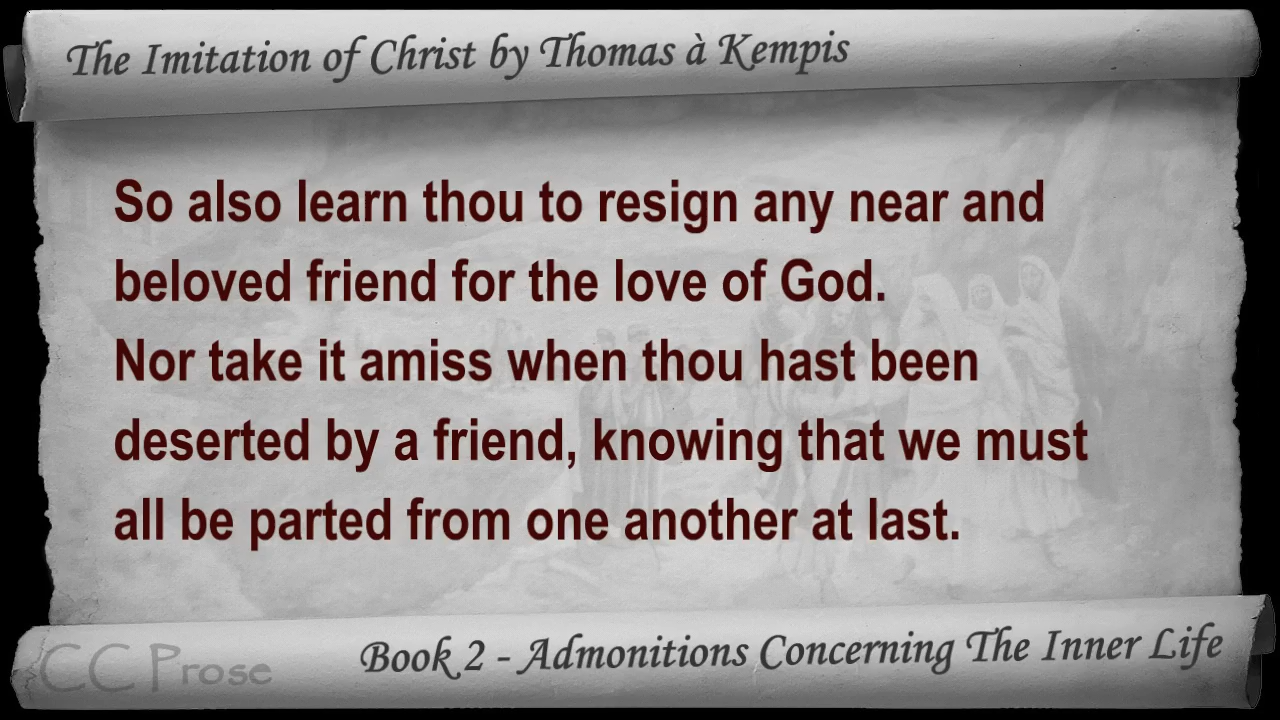 The Imitation of Christ by Thomas à Kempis
So also learn thou to resign any near and
beloved friend for the love of God.
Nor take it amiss when thou hast been
deserted by a friend, knowing that we must
all be parted from one another at last.
Book 2 - Admonitions Concerning The Inner Life
CC Prose